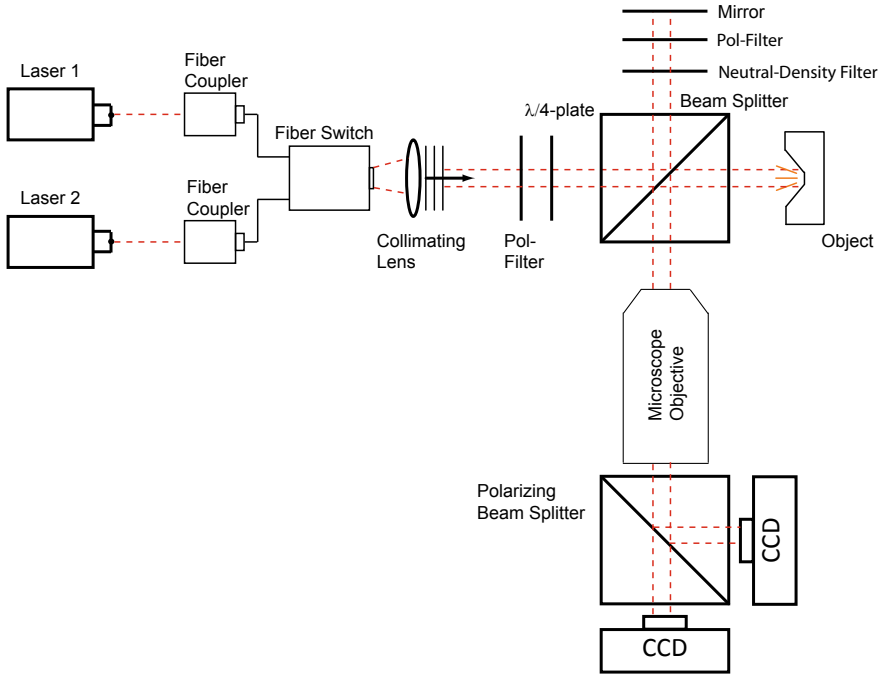 Mirror
Pol-Filter
Neutral-Density Filter
Laser 1
Fiber
Coupler
Fiber Switch
λ/4-plate
Beam Splitter
Laser 2
Fiber
Coupler
Collimating
Lens
Pol-
Filter
Object
Microscope
Objective
Polarizing
Beam Splitter
CCD
CCD